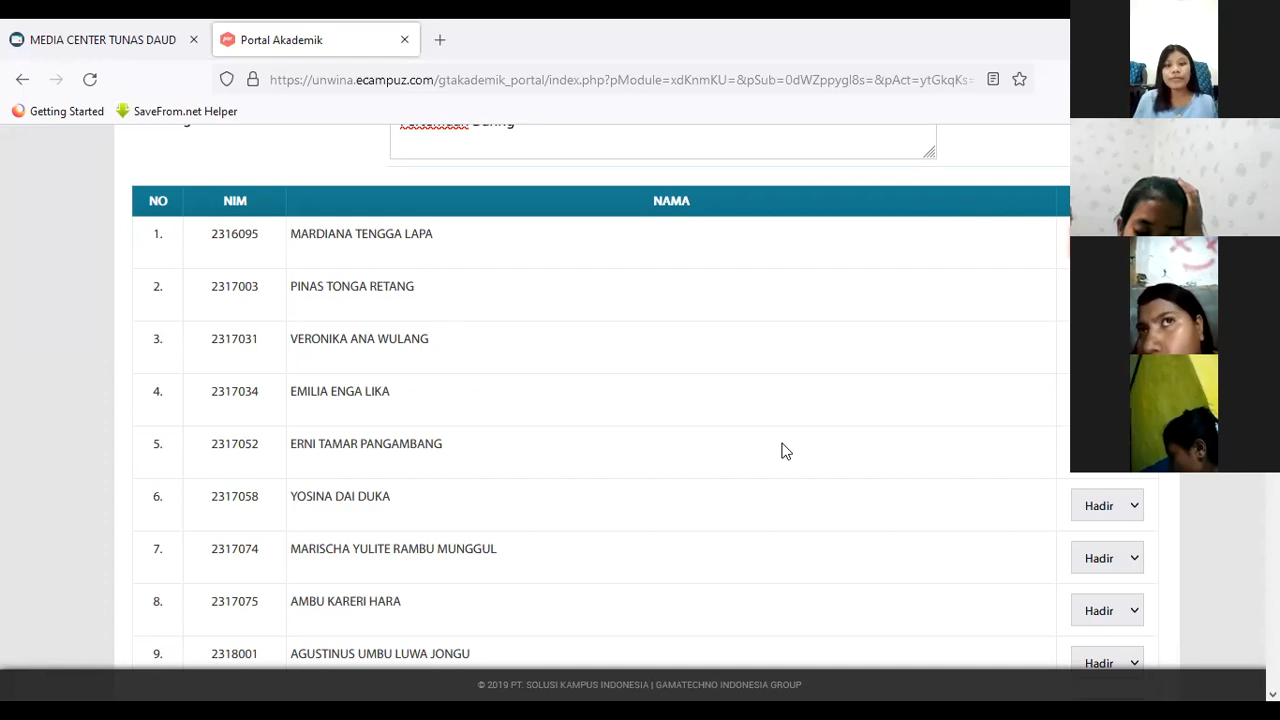 MEDIA CENTER TUNAS DAUD
Portal Akademik
https://unwina.ecampuz.com/gtakademik_portal/index.php?pModule=xdKnmKU=&pSub=0dWZppygl8s=&pAct=ytGkqKs=
Getting Started
SaveFrom.net Helper
NO NIM NAMA
1. 2316095 MARDIANA TENGGA LAPA
2. 2317003 PINAS TONGA RETANG
3. 2317031 VERONIKA ANA WULANG
4. 2317034 EMILIA ENGA LIKA
5. 2317052 ERNI TAMAR PANGAMBANG
6. 2317058 YOSINA DAI DUKA Hadir
7. 2317074 MARISCHA YULITE RAMBU MUNGGUL Hadir
8. 2317075 AMBU KARERI HARA Hadir
9. 2318001 AGUSTINUS UMBU LUWA JONGU Hadir
© 2019 PT. SOLUSI KAMPUS INDONESIA | GAMATECHNO INDONESIA GROUP